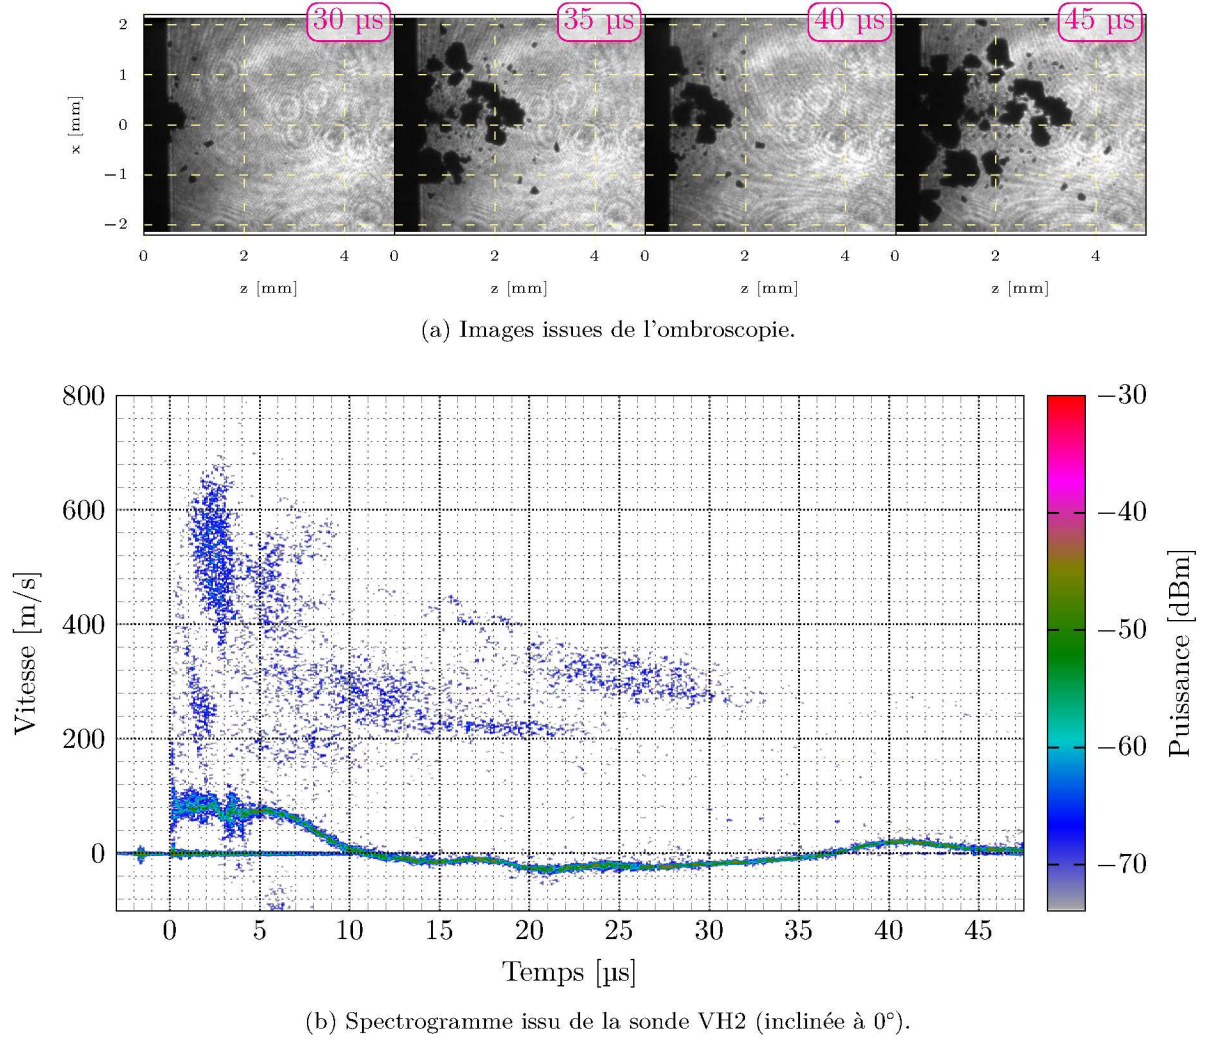 30 µs
35 µs
40 µs
45 µs
2
1
0
−1
−2
x [mm]
0 2 4 0 2 4 0 2 4 0 2 4
z [mm] z [mm] z [mm] z [mm]
(a) Images issues de l'ombroscopie.
800
600
400
200
0
Vitesse [m/s]
0 5 10 15 20 25 30 35 40 45
Temps [µs]
−30
−40
−50
−60
−70
Puissance [dBm]
(b) Spectrogramme issu de la sonde VH2 (inclinée à 0°).